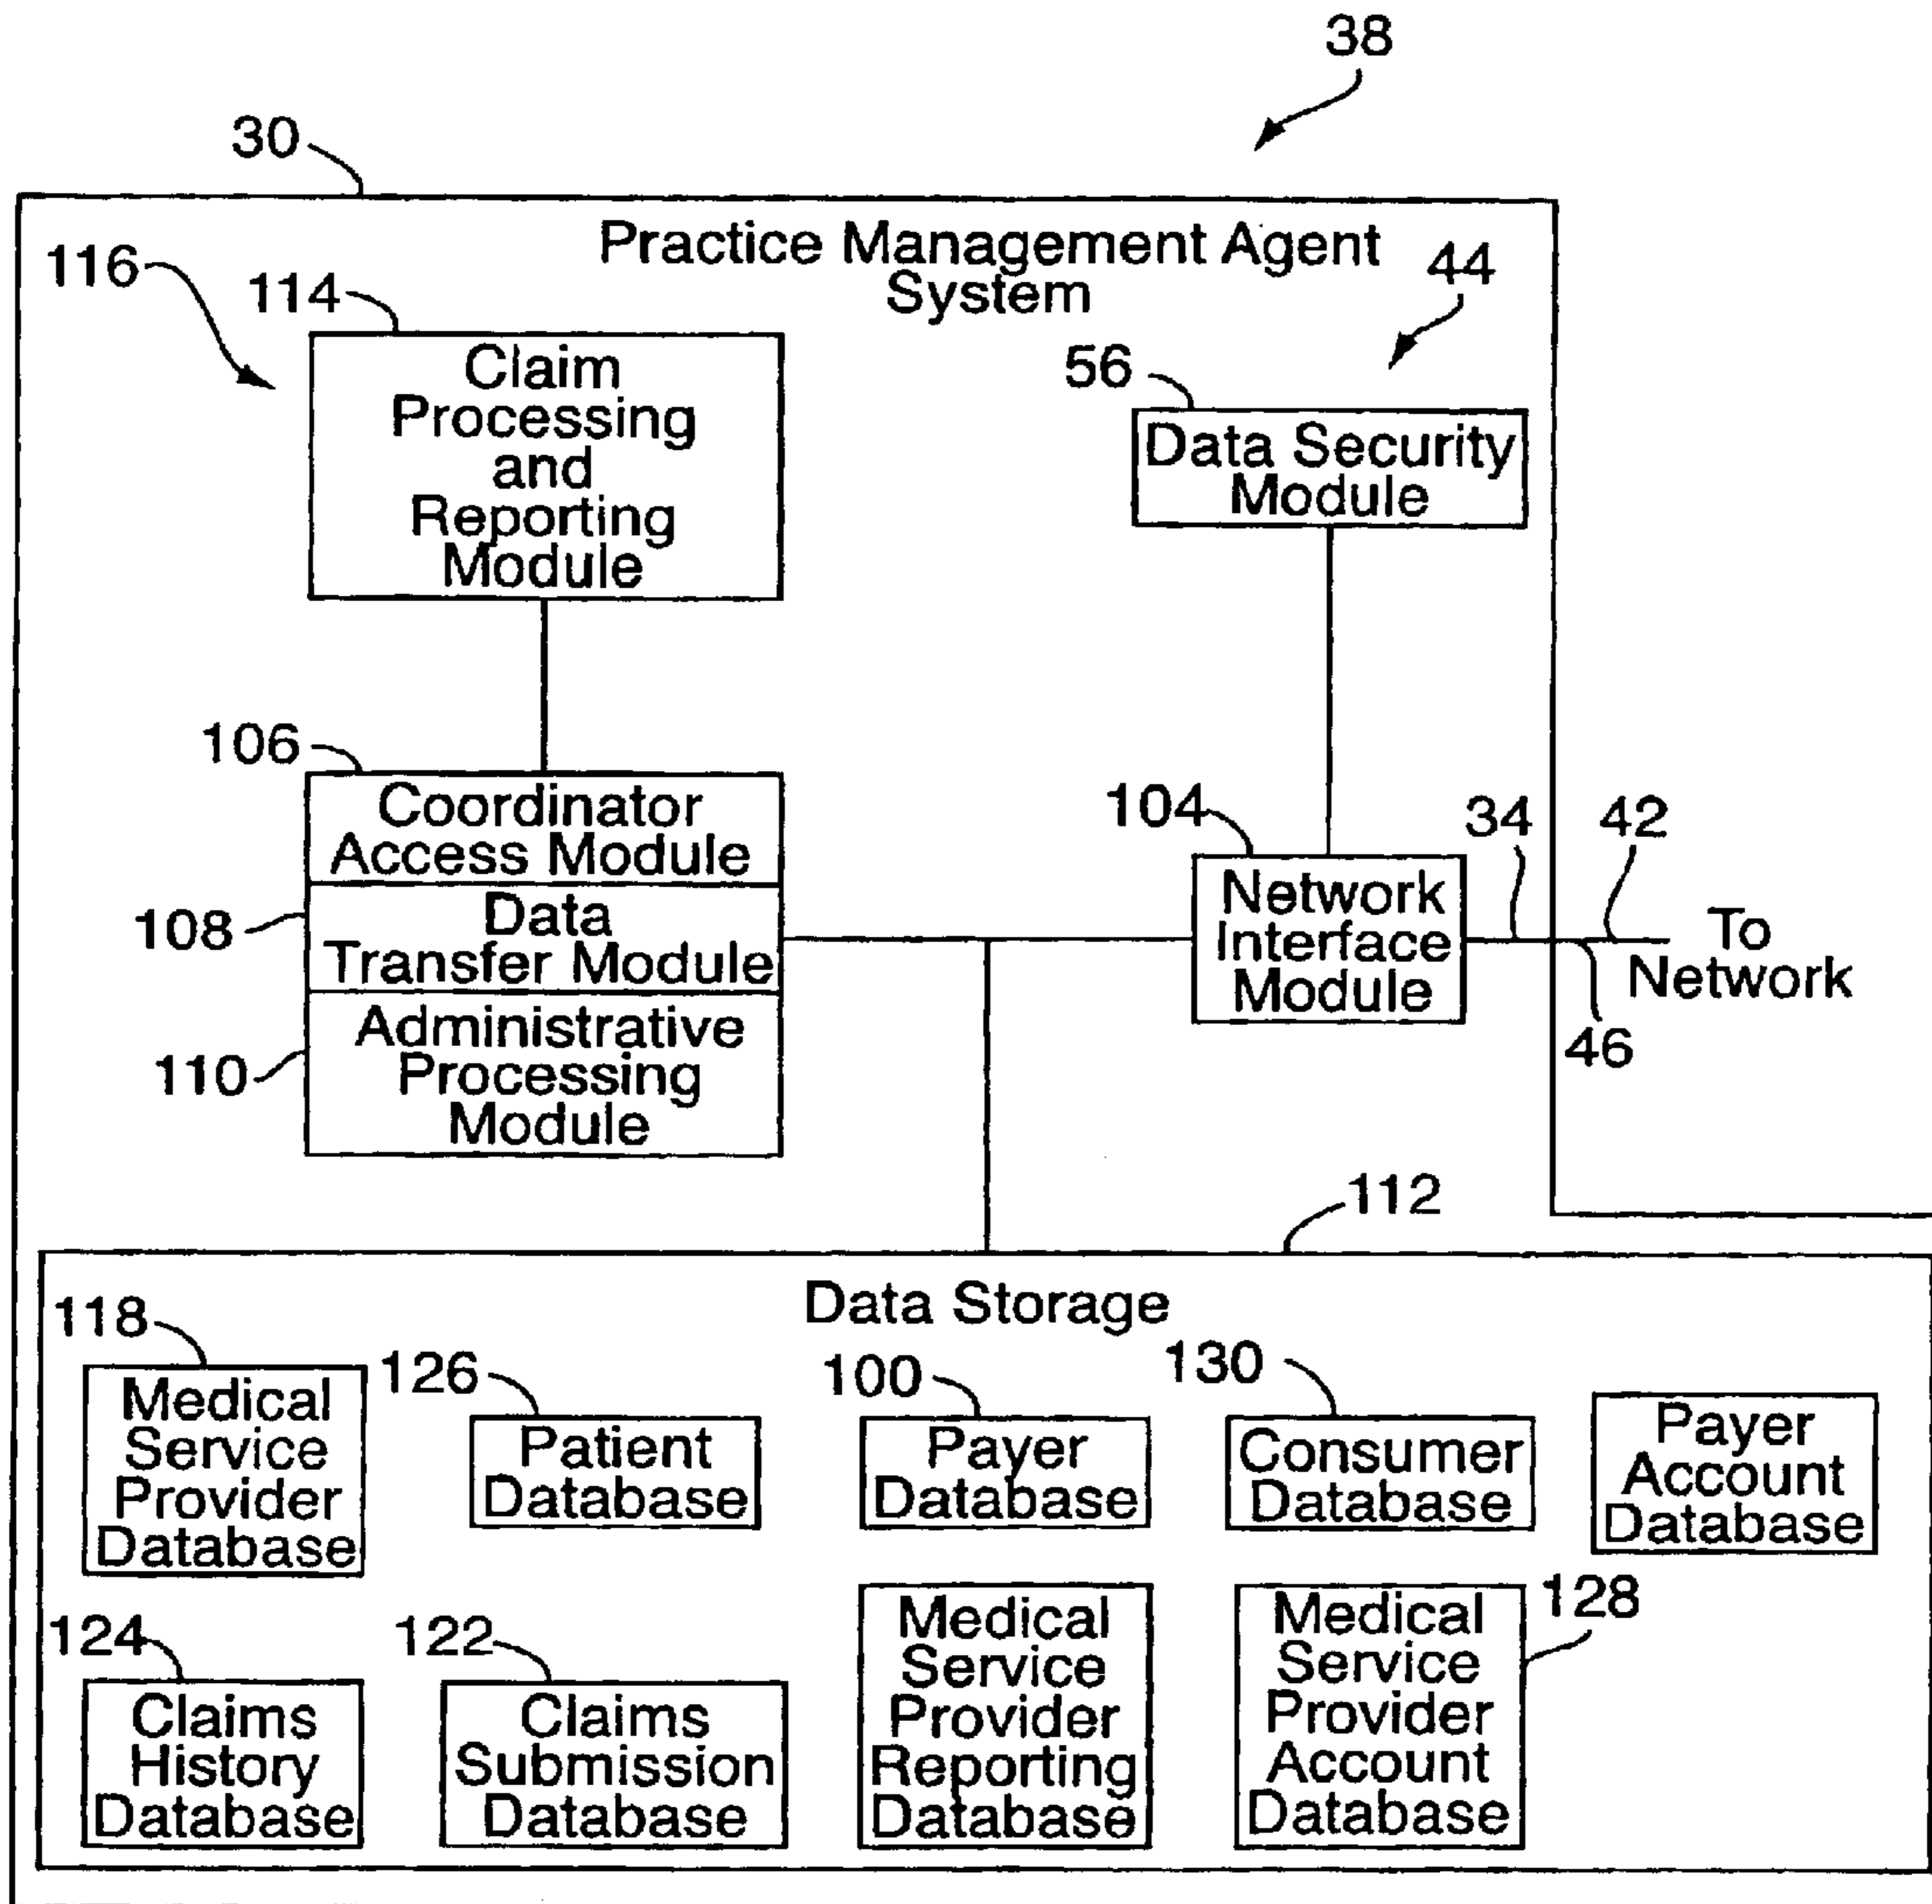 38
30
Practice Management Agent
System
116
114
44
Claim
Processing
and
Reporting
Module
56
Data Security
Module
106
Coordinator
Access Module
104
34
42
108
Data
Transfer Module
Network
Interface
Module
To
Network
46
110
Administrative
Processing
Module
112
Data Storage
118
Medical
Service
Provider
Database
126
Patient
Database
100
Payer
Database
130
Consumer
Database
Payer
Account
Database
124
Claims
History
Database
122
Claims
Submission
Database
Medical
Service
Provider
Reporting
Database
Medical
Service
Provider
Account
Database
128